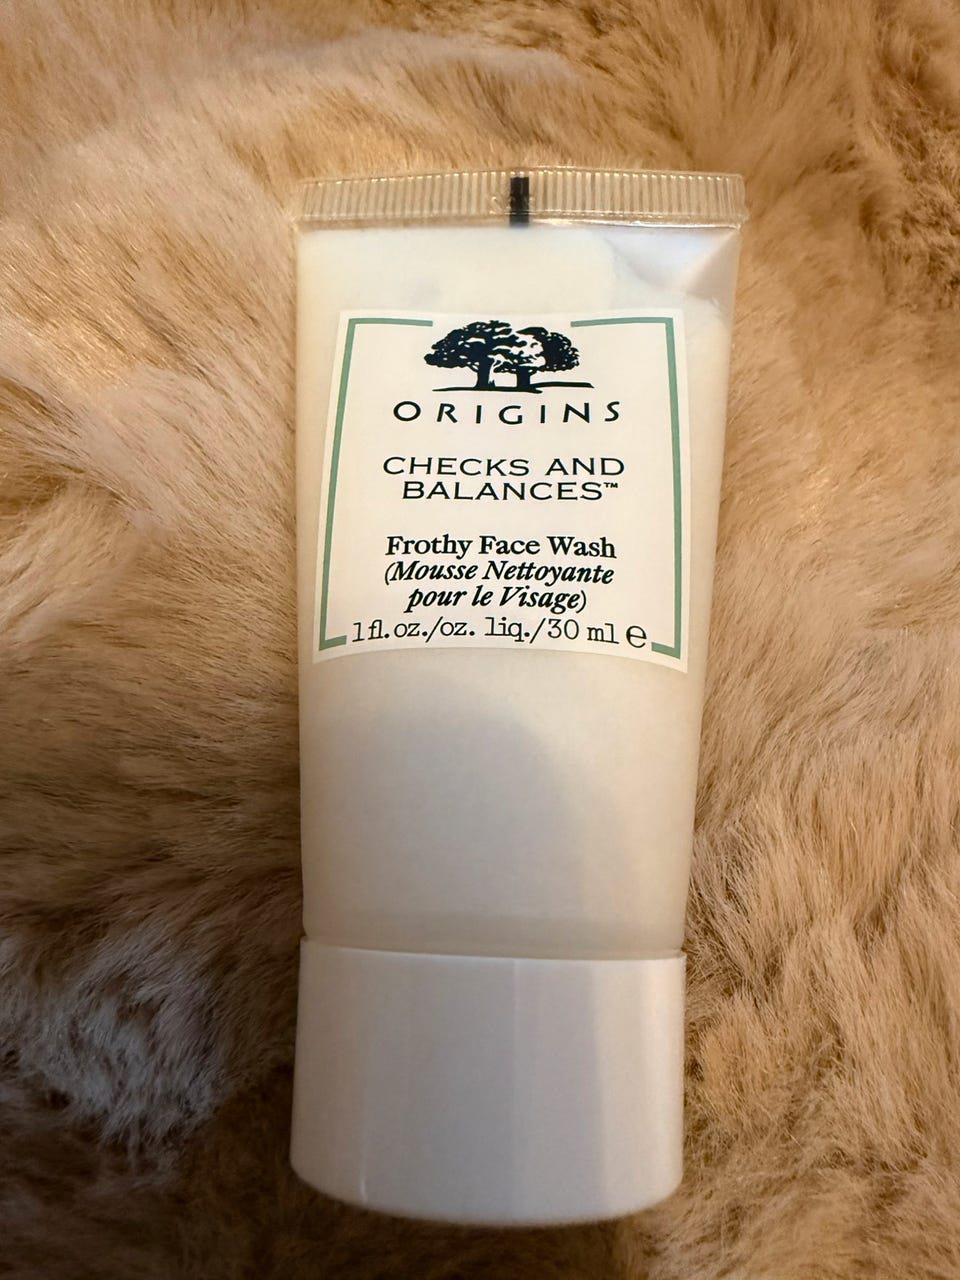 ORIGINS
CHECKS AND
BALANCES™
Frothy Face Wash
(Mousse Nettoyante
pour le Visage)
1 fl. oz./oz. liq./30 ml e